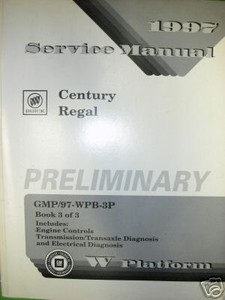 1997
Service Manual
Century
Regal
PRELIMINARY
GMP/97-WPB-3P
Book 3 of 3
Includes:
Engine Controls
Transmission/Transaxle Diagnosis
and Electrical Diagnosis
W Platform